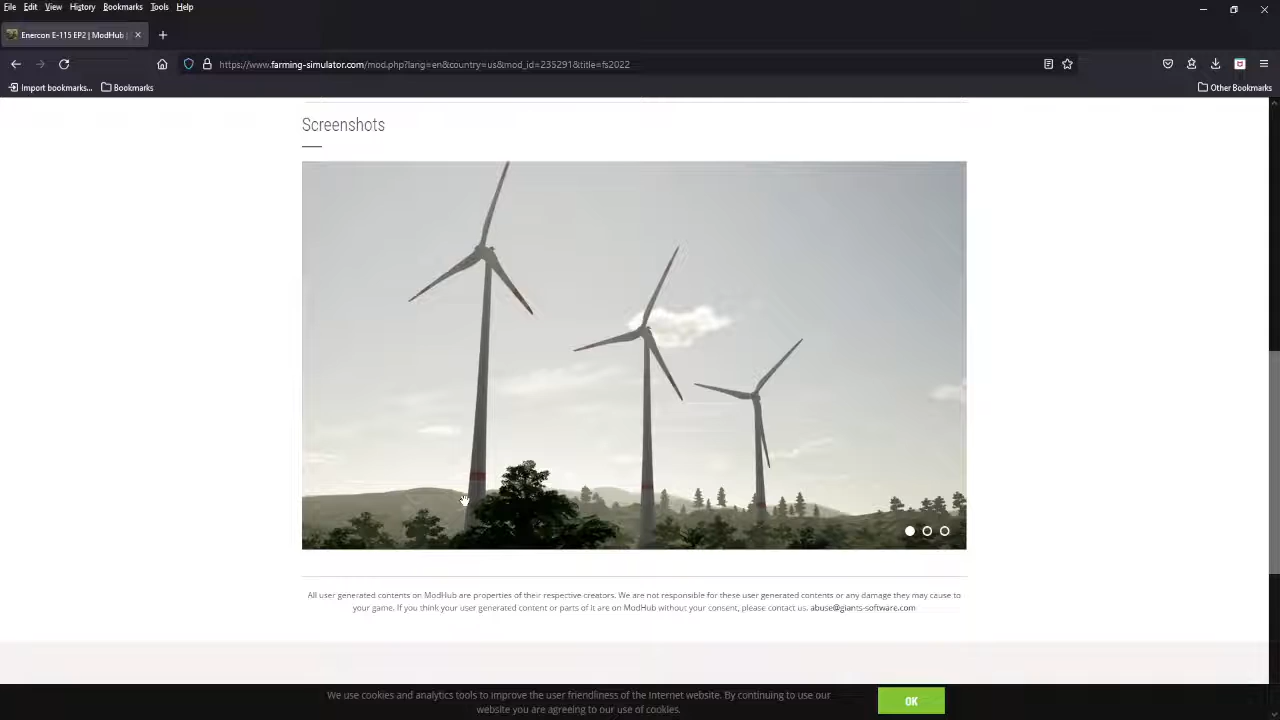 File Edit View History Bookmarks Tools Help
Enercon E-115 EP2 | ModHub |
https://www.farming-simulator.com/mod.php?lang=en&country=us&mod_id=235291&title=fs2022
Import bookmarks... Bookmarks Other Bookmarks
Screenshots
All user generated contents on ModHub are properties of their respective creators. We are not responsible for these user generated contents or any damage they may cause to
your game. If you think your user generated content or parts of it are on ModHub without your consent, please contact us. abuse@giants-software.com
We use cookies and analytics tools to improve the user friendliness of the Internet website. By continuing to use our
website you are agreeing to our use of cookies.
OK